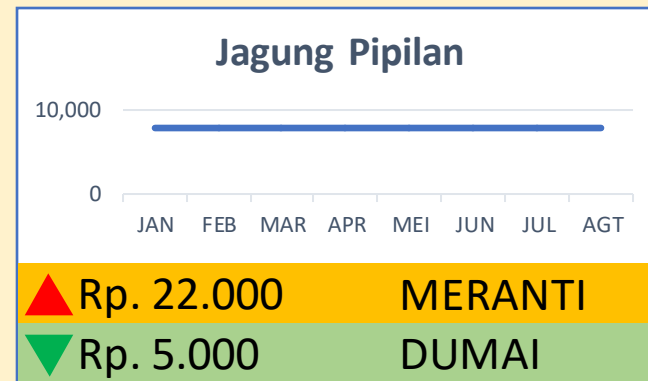 Jagung Pipilan
10,000
0
JAN FEB MAR APR MEI JUN JUL AGT
Rp. 22.000 MERANTI
Rp. 5.000 DUMAI